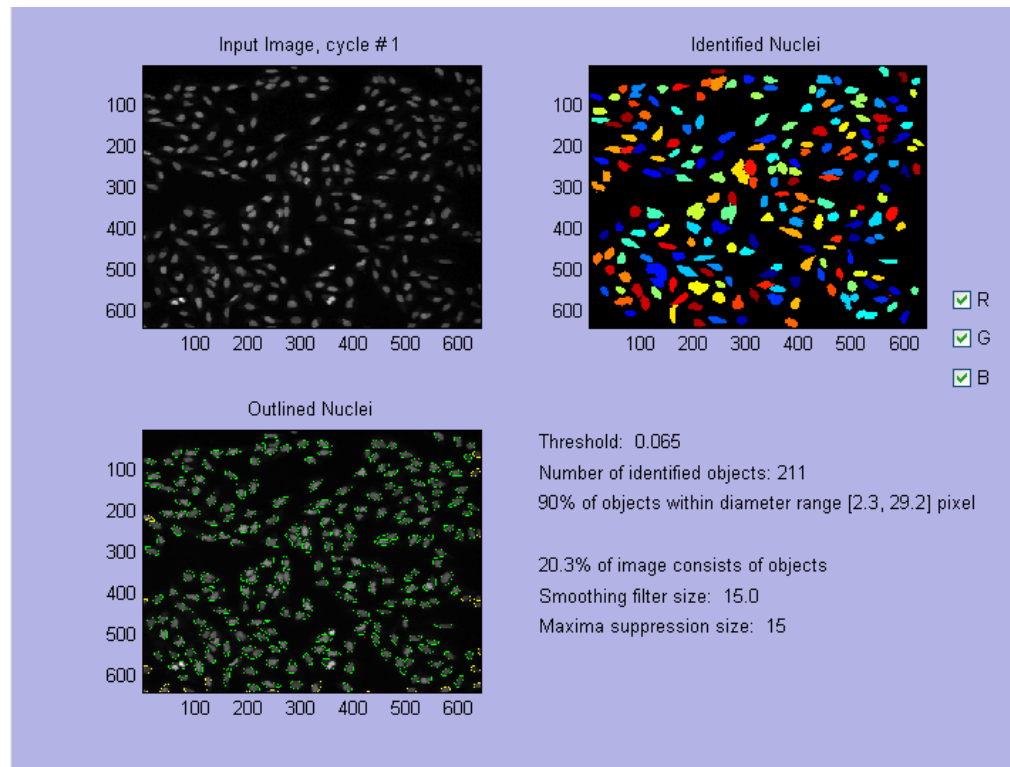 Input Image, cycle #1
Identified Nuclei
100
200
300
400
500
600
100 200 300 400 500 600
100
200
300
400
500
600
100 200 300 400 500 600
R
G
B
Outlined Nuclei
100
200
300
400
500
600
100 200 300 400 500 600
Threshold: 0.065
Number of identified objects: 211
90% of objects within diameter range [2.3, 29.2] pixel
20.3% of image consists of objects
Smoothing filter size: 15.0
Maxima suppression size: 15